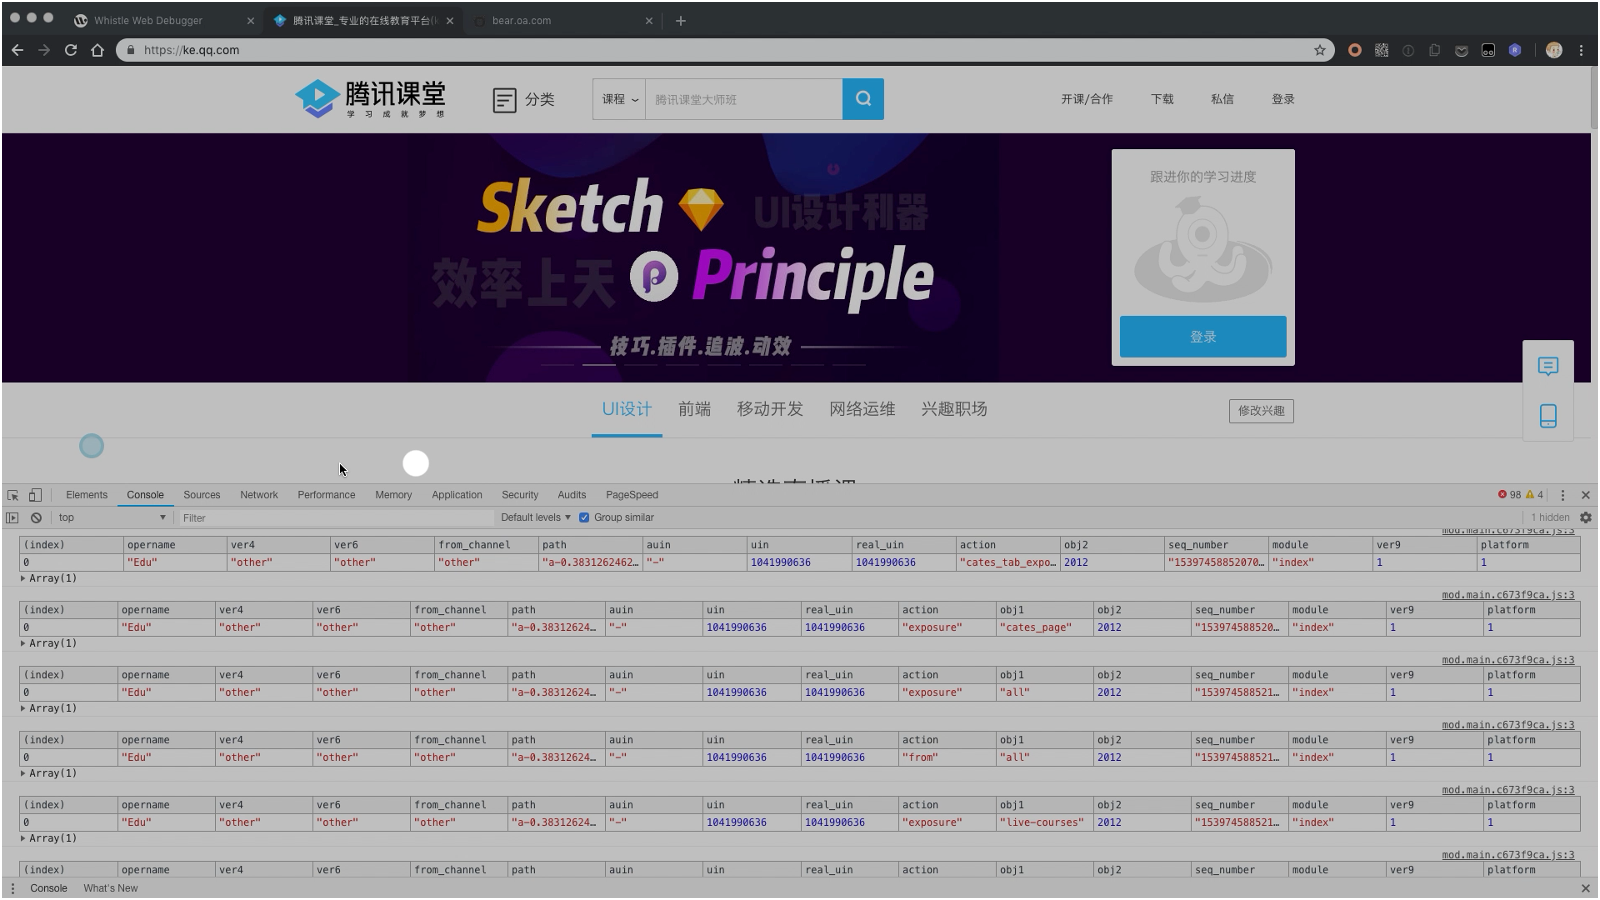 Whistle Web Debugger
腾讯课堂_专业的在线教育平台
bear.oa.com
https://ke.qq.com
腾讯课堂
学习成就梦想
分类
课程
腾讯课堂大师班
开课/合作
下载
私信
登录
Sketch
UI设计利器
效率上天
Principle
技巧.插件.追波.动效
跟进你的学习进度
登录
UI设计
前端
移动开发
网络运维
兴趣职场
修改兴趣
Elements Console Sources Network Performance Memory Application Security Audits PageSpeed 98 4
top Filter Default levels Group similar 1 hidden
mod.main.c673f9ca.js:3
(index) opername ver4 ver6 from_channel path auin uin real_uin action obj2 seq_number module ver9 platform
0 "Edu" "other" "other" "other" "a-0.3831262462… "-" 1041990636 1041990636 "cates_tab_expo… 2012 "15397458852070… "index" 1 1
Array(1)
mod.main.c673f9ca.js:3
(index) opername ver4 ver6 from_channel path auin uin real_uin action obj1 obj2 seq_number module ver9 platform
0 "Edu" "other" "other" "other" "a-0.38312624… "-" 1041990636 1041990636 "exposure" "cates_page" 2012 "153974588520… "index" 1 1
Array(1)
mod.main.c673f9ca.js:3
(index) opername ver4 ver6 from_channel path auin uin real_uin action obj1 obj2 seq_number module ver9 platform
0 "Edu" "other" "other" "other" "a-0.38312624… "-" 1041990636 1041990636 "exposure" "all" 2012 "153974588521… "index" 1 1
Array(1)
mod.main.c673f9ca.js:3
(index) opername ver4 ver6 from_channel path auin uin real_uin action obj1 obj2 seq_number module ver9 platform
0 "Edu" "other" "other" "other" "a-0.38312624… "-" 1041990636 1041990636 "from" "all" 2012 "153974588521… "index" 1 1
Array(1)
mod.main.c673f9ca.js:3
(index) opername ver4 ver6 from_channel path auin uin real_uin action obj1 obj2 seq_number module ver9 platform
0 "Edu" "other" "other" "other" "a-0.38312624… "-" 1041990636 1041990636 "exposure" "live-courses" 2012 "153974588521… "index" 1 1
Array(1)
mod.main.c673f9ca.js:3
(index) opername ver4 ver6 from_channel path auin uin real_uin action obj1 obj2 seq_number module ver9 platform
Console What's New